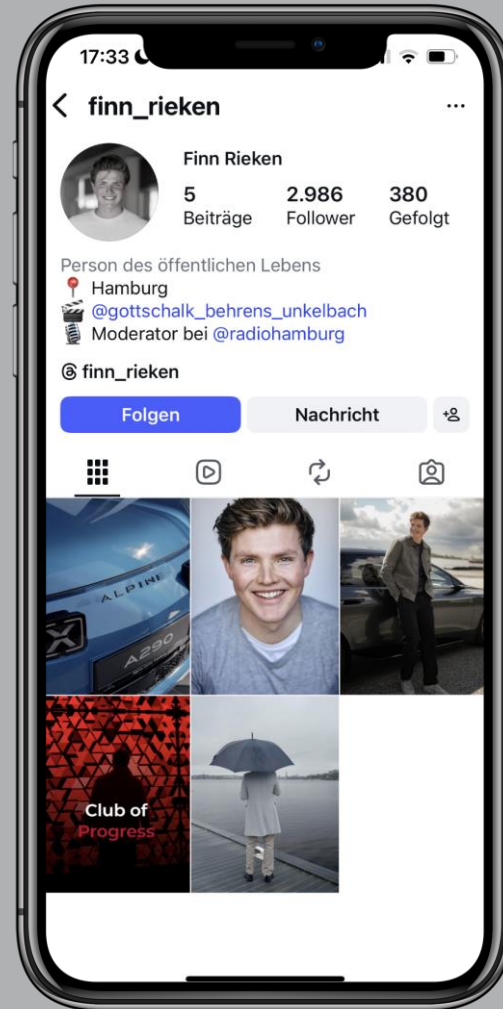 17:33
finn_rieken
Finn Rieken
5 2.986 380
Beiträge Follower Gefolgt
Person des öffentlichen Lebens
Hamburg
@gottschalk_behrens_unkelbach
Moderator bei @radiohamburg
finn_rieken
Folgen Nachricht
ALPINE
A290
Club of
Progress